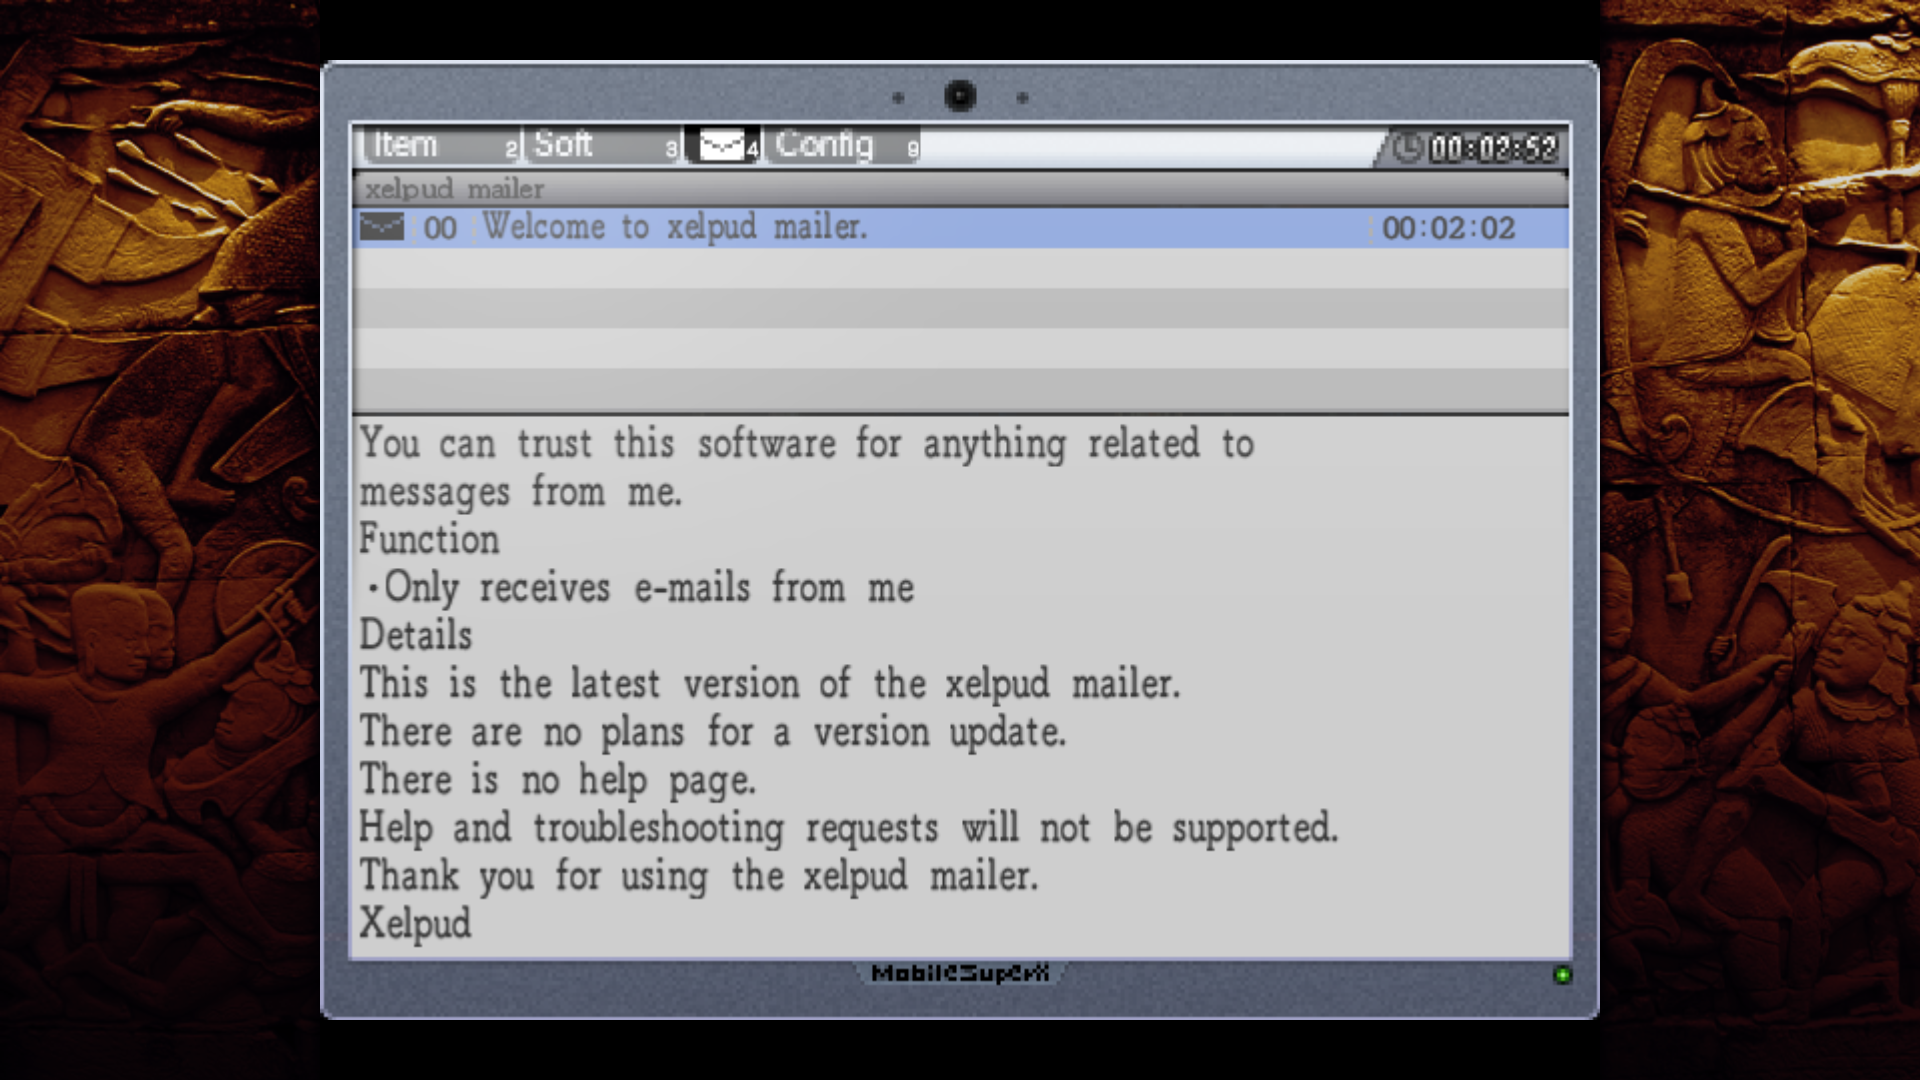 Item 2 Soft 3 4 Config 9 00:02:52
xelpud mailer
00 Welcome to xelpud mailer. 00:02:02
You can trust this software for anything related to
messages from me.
Function
・Only receives e-mails from me
Details
This is the latest version of the xelpud mailer.
There are no plans for a version update.
There is no help page.
Help and troubleshooting requests will not be supported.
Thank you for using the xelpud mailer.
Xelpud
MobileSuperX